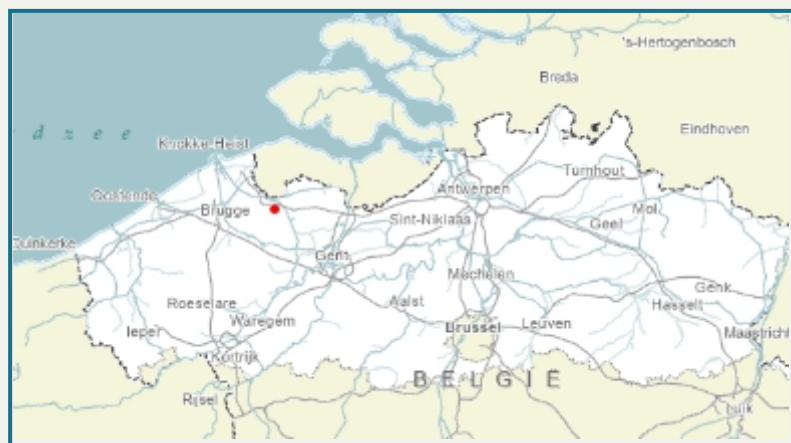 's-Hertogenbosch
Breda
d z e e
Eindhoven
Knokke-Heist
Turnhout
Oostende
Antwerpen
Brugge
Mol
Sint-Niklaas
Geel
Duinkerke
Gent
Mechelen
Genk
Roeselare
Aalst
Hasselt
Ieper
Waregem
Brussel
Leuven
Maastricht
Kortrijk
BELGIË
Rijsel
Luik